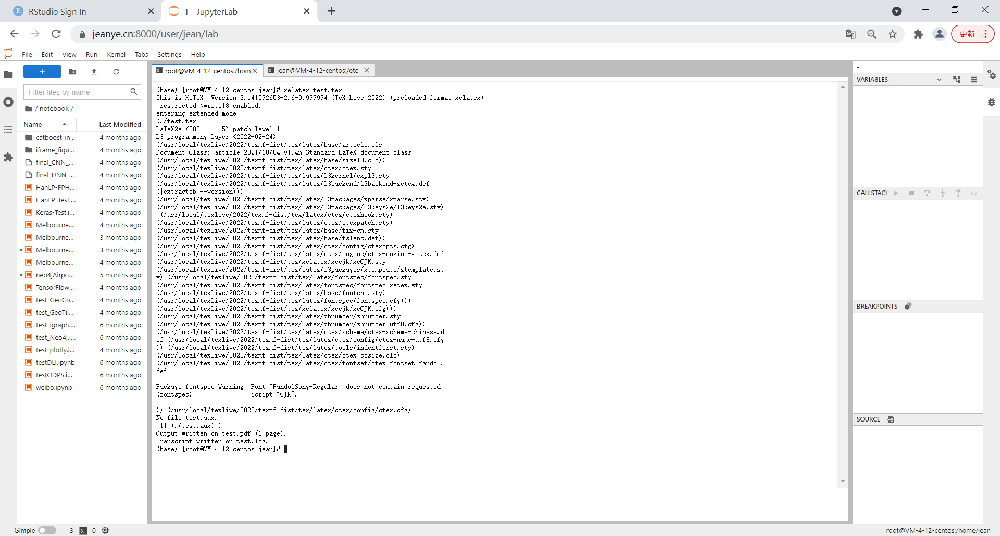 RStudio Sign In
1 - JupyterLab
jeanye.cn:8000/user/jean/lab
更新
File Edit View Run Kernel Tabs Settings Help
root@VM-4-12-centos:/hom
jean@VM-4-12-centos:/etc
Filter files by name
/ notebook /
Name Last Modified
catboost_in... 4 months ago
iframe_figu... 4 months ago
final_CNN_... 4 months ago
final_DNN_... 4 months ago
HanLP-FPH... 4 months ago
HanLP-Test.... 4 months ago
Keras-Test.i... 4 months ago
Melbourne... 4 months ago
Melbourne... 3 months ago
Melbourne... 3 months ago
Melbourne... 4 months ago
neo4jAirpo... 5 months ago
TensorFlow... 4 months ago
test_GeoCo... 4 months ago
test_GeoTil... 4 months ago
test_igraph.... 6 months ago
test_Neo4j.i... 6 months ago
test_plotly.i... 4 months ago
testDLI.ipynb 6 months ago
testODPS.i... 6 months ago
weibo.ipynb 6 months ago
(base) [root@VM-4-12-centos jean]# xelatex test.tex
This is XeTeX, Version 3.141592653-2.6-0.999994 (TeX Live 2022) (preloaded format=xelatex)
restricted \write18 enabled.
entering extended mode
(./test.tex
LaTeX2e <2021-11-15> patch level 1
L3 programming layer <2022-02-24>
(/usr/local/texlive/2022/texmf-dist/tex/latex/base/article.cls
Document Class: article 2021/10/04 v1.4n Standard LaTeX document class
(/usr/local/texlive/2022/texmf-dist/tex/latex/base/size10.clo))
(/usr/local/texlive/2022/texmf-dist/tex/latex/ctex/ctex.sty
(/usr/local/texlive/2022/texmf-dist/tex/latex/l3kernel/expl3.sty
(/usr/local/texlive/2022/texmf-dist/tex/latex/l3backend/l3backend-xetex.def
(|extractbb --version)))
(/usr/local/texlive/2022/texmf-dist/tex/latex/l3packages/xparse/xparse.sty)
(/usr/local/texlive/2022/texmf-dist/tex/latex/l3packages/l3keys2e/l3keys2e.sty)
(/usr/local/texlive/2022/texmf-dist/tex/latex/ctex/ctexhook.sty)
(/usr/local/texlive/2022/texmf-dist/tex/latex/ctex/ctexpatch.sty)
(/usr/local/texlive/2022/texmf-dist/tex/latex/base/fix-cm.sty
(/usr/local/texlive/2022/texmf-dist/tex/latex/base/ts1enc.def))
(/usr/local/texlive/2022/texmf-dist/tex/latex/ctex/config/ctexopts.cfg)
(/usr/local/texlive/2022/texmf-dist/tex/latex/ctex/engine/ctex-engine-xetex.def
(/usr/local/texlive/2022/texmf-dist/tex/xelatex/xecjk/xeCJK.sty
(/usr/local/texlive/2022/texmf-dist/tex/latex/l3packages/xtemplate/xtemplate.st
y) (/usr/local/texlive/2022/texmf-dist/tex/latex/fontspec/fontspec.sty
(/usr/local/texlive/2022/texmf-dist/tex/latex/fontspec/fontspec-xetex.sty
(/usr/local/texlive/2022/texmf-dist/tex/latex/base/fontenc.sty)
(/usr/local/texlive/2022/texmf-dist/tex/latex/fontspec/fontspec.cfg)))
(/usr/local/texlive/2022/texmf-dist/tex/xelatex/xecjk/xeCJK.cfg)))
(/usr/local/texlive/2022/texmf-dist/tex/latex/zhnumber/zhnumber.sty
(/usr/local/texlive/2022/texmf-dist/tex/latex/zhnumber/zhnumber-utf8.cfg))
(/usr/local/texlive/2022/texmf-dist/tex/latex/ctex/scheme/ctex-scheme-chinese.d
ef (/usr/local/texlive/2022/texmf-dist/tex/latex/ctex/config/ctex-name-utf8.cfg
)) (/usr/local/texlive/2022/texmf-dist/tex/latex/tools/indentfirst.sty)
(/usr/local/texlive/2022/texmf-dist/tex/latex/ctex/ctex-c5size.clo)
(/usr/local/texlive/2022/texmf-dist/tex/latex/ctex/fontset/ctex-fontset-fandol.
def
Package fontspec Warning: Font "FandolSong-Regular" does not contain requested
(fontspec) Script "CJK".
)) (/usr/local/texlive/2022/texmf-dist/tex/latex/ctex/config/ctex.cfg)
No file test.aux.
[1] (./test.aux) )
Output written on test.pdf (1 page).
Transcript written on test.log.
(base) [root@VM-4-12-centos jean]#
-
VARIABLES
CALLSTACK
BREAKPOINTS
SOURCE
Simple 3 0
root@VM-4-12-centos:/home/jean